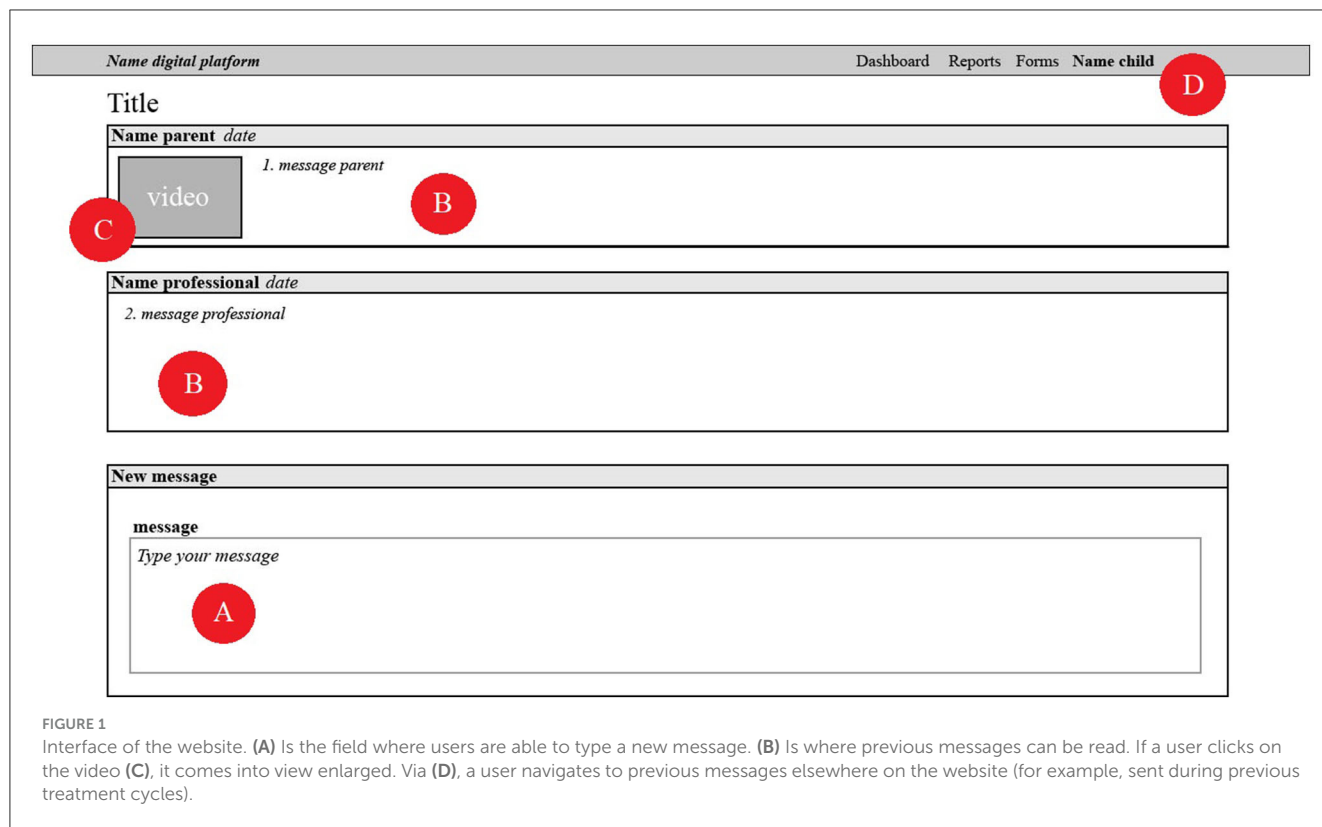 Name digital platform Dashboard Reports Forms Name child
D
Title
Name parent date
1. message parent
video
B
C
Name professional date
2. message professional
B
New message
message
Type your message
A
FIGURE 1
Interface of the website. (A) Is the field where users are able to type a new message. (B) Is where previous messages can be read. If a user clicks on
the video (C), it comes into view enlarged. Via (D), a user navigates to previous messages elsewhere on the website (for example, sent during previous
treatment cycles).